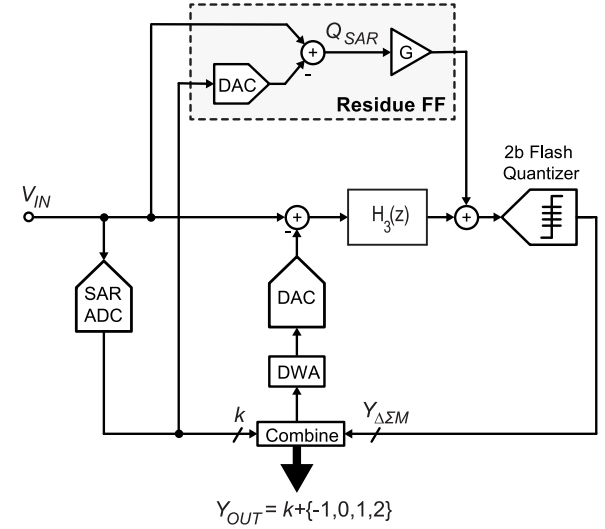 Q_SAR
+
-
G
DAC
Residue FF
2b Flash
Quantizer
V_IN
+
-
H_3(z)
+
SAR
ADC
DAC
DWA
k
Combine
Y_ΔΣM
Y_OUT = k+{-1,0,1,2}